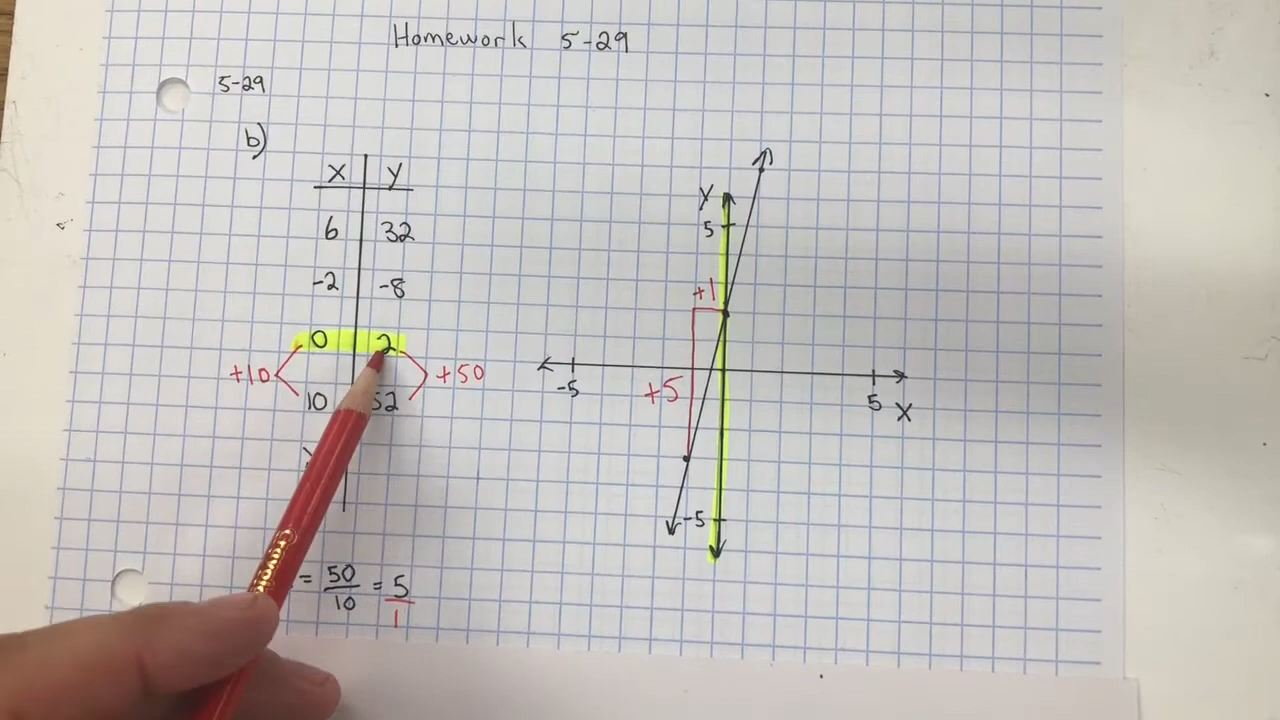 Homework 5-29
5-29
b)
X Y
6 32
-2 -8
0 2
+10 +50
10 52
= 50/10 = 5/1
Y
5
+1
+5
-5
5
X
-5